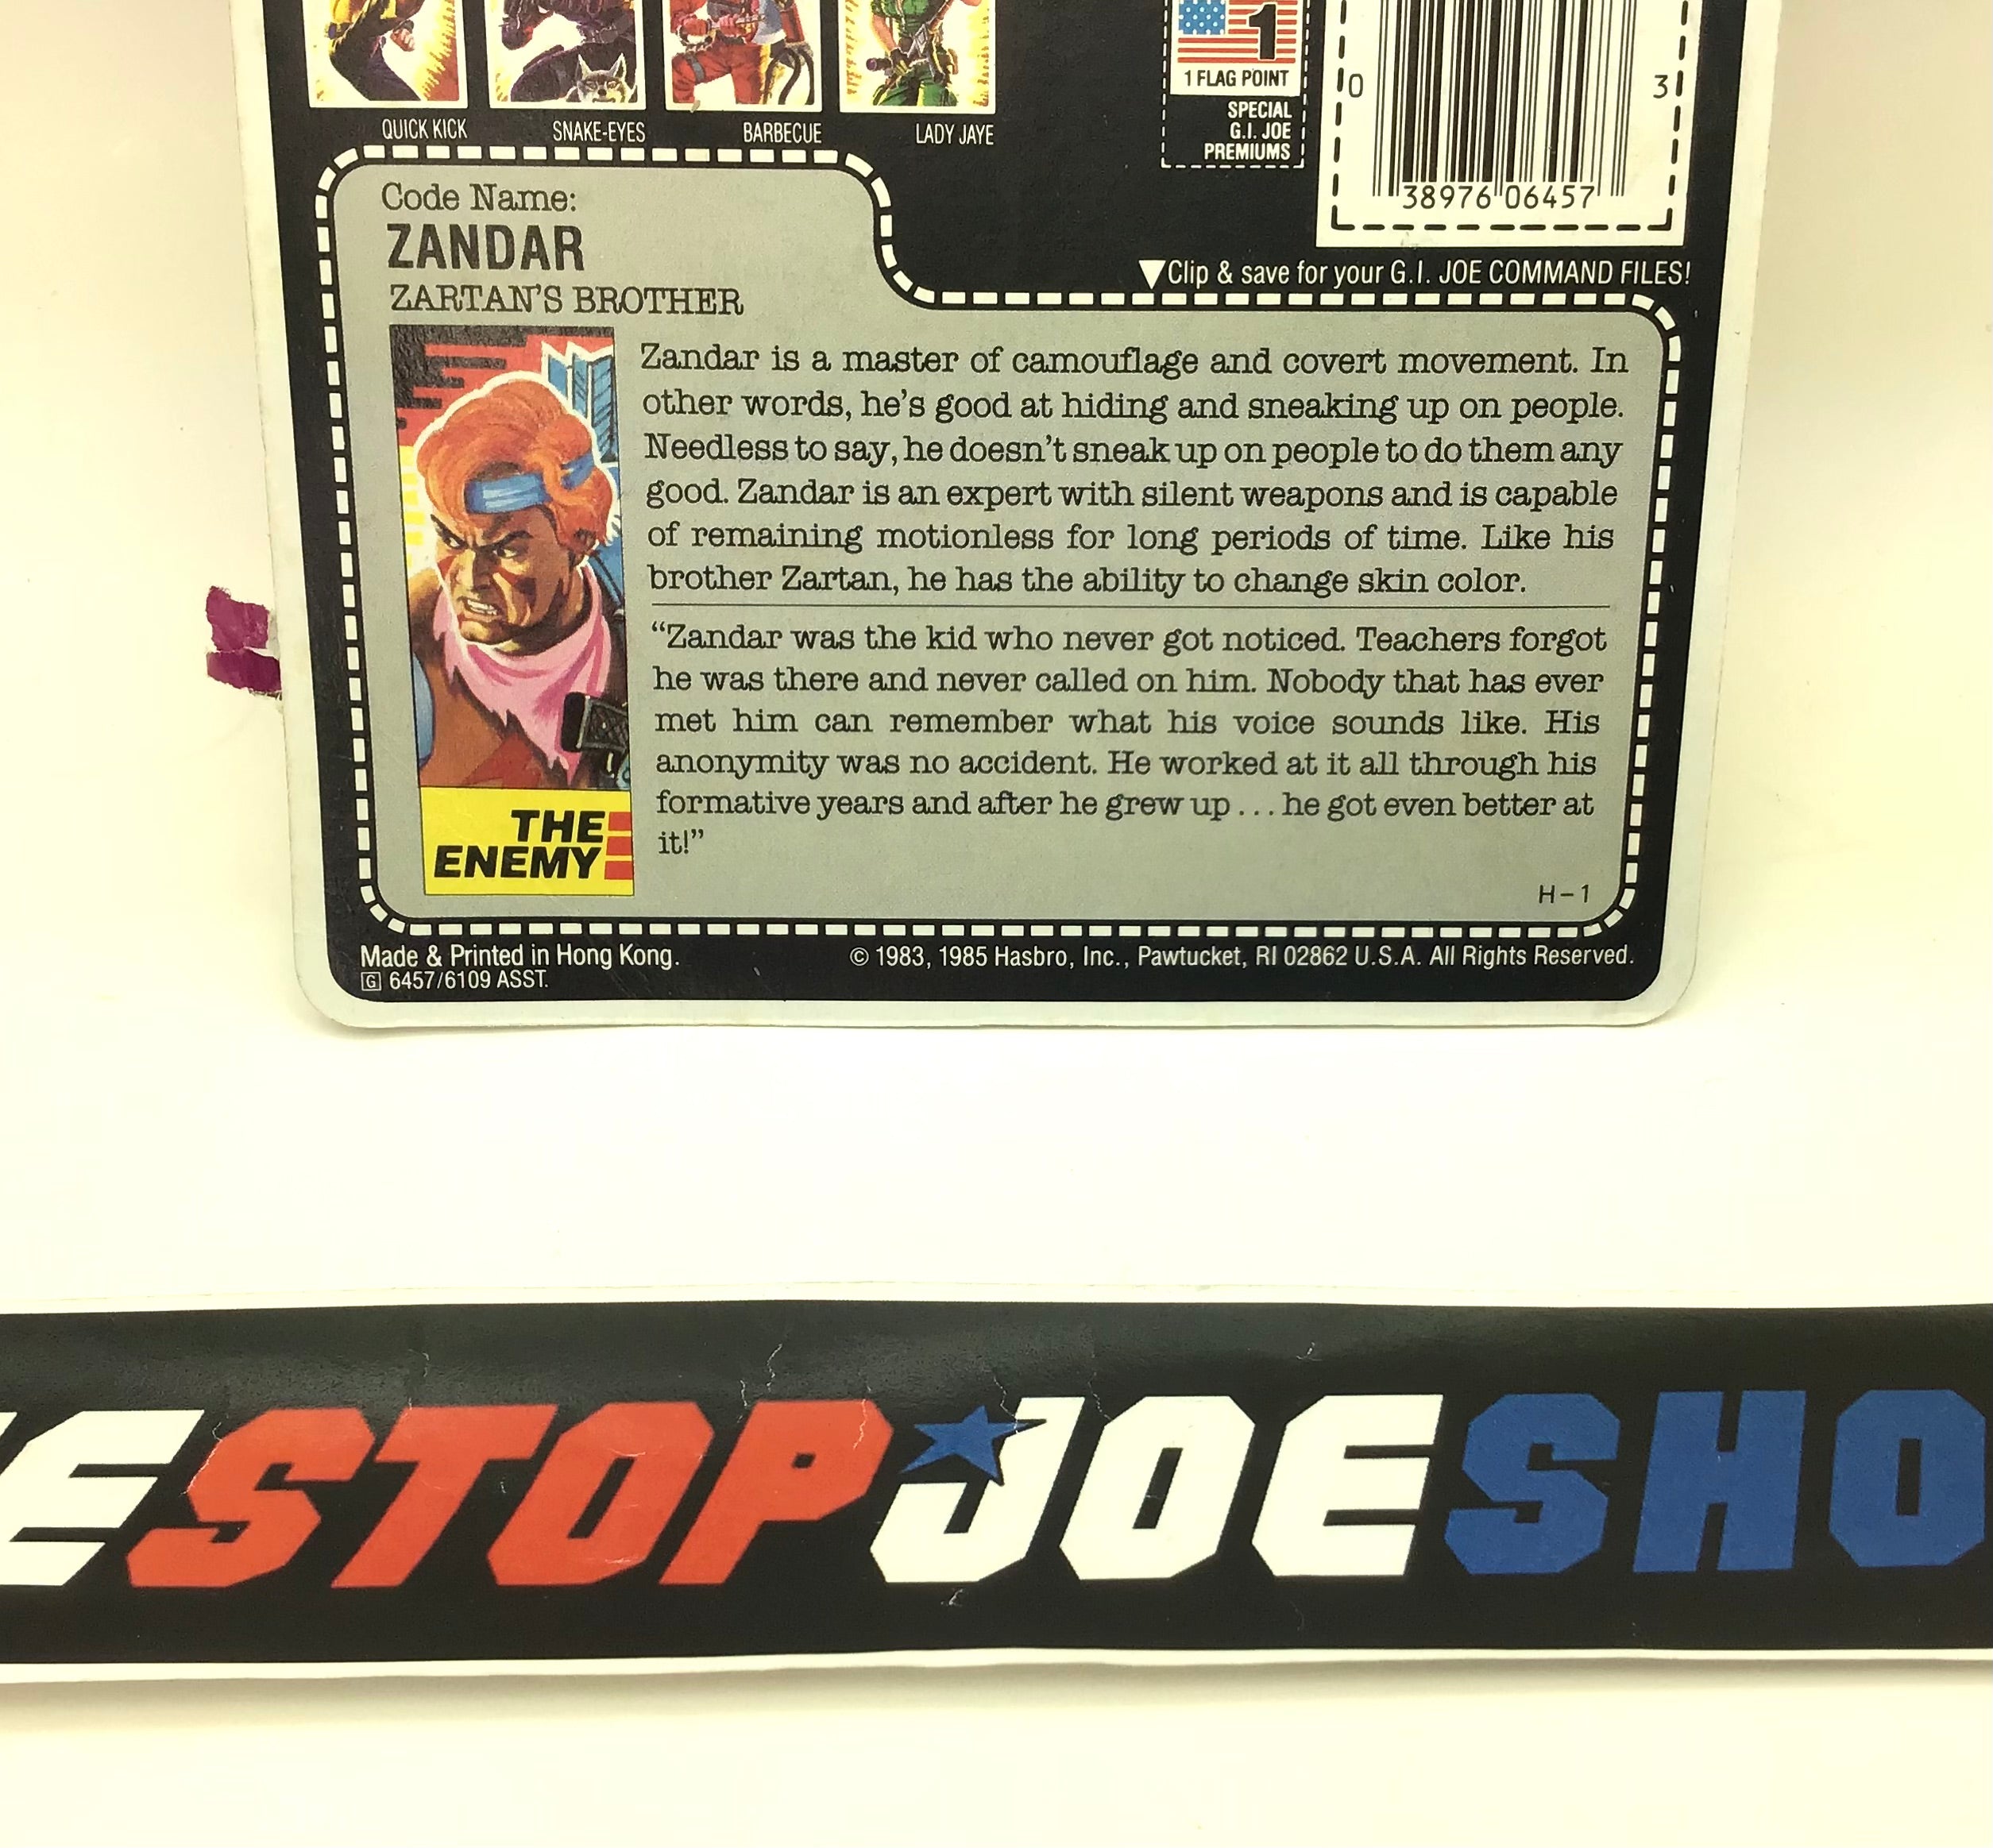 QUICK KICK
SNAKE-EYES
BARBECUE
LADY JAYE
1
1 FLAG POINT
SPECIAL
G.I. JOE
PREMIUMS
0
3
38976 06457
▼Clip & save for your G.I. JOE COMMAND FILES!
Code Name:
ZANDAR
ZARTAN'S BROTHER
Zandar is a master of camouflage and covert movement. In
other words, he's good at hiding and sneaking up on people.
Needless to say, he doesn't sneak up on people to do them any
good. Zandar is an expert with silent weapons and is capable
of remaining motionless for long periods of time. Like his
brother Zartan, he has the ability to change skin color.
“Zandar was the kid who never got noticed. Teachers forgot
he was there and never called on him. Nobody that has ever
met him can remember what his voice sounds like. His
anonymity was no accident. He worked at it all through his
formative years and after he grew up . . . he got even better at
it!”
THE
ENEMY
H-1
Made & Printed in Hong Kong.
G 6457/6109 ASST.
© 1983, 1985 Hasbro, Inc., Pawtucket, RI 02862 U.S.A. All Rights Reserved.
E STOP JOE SHO